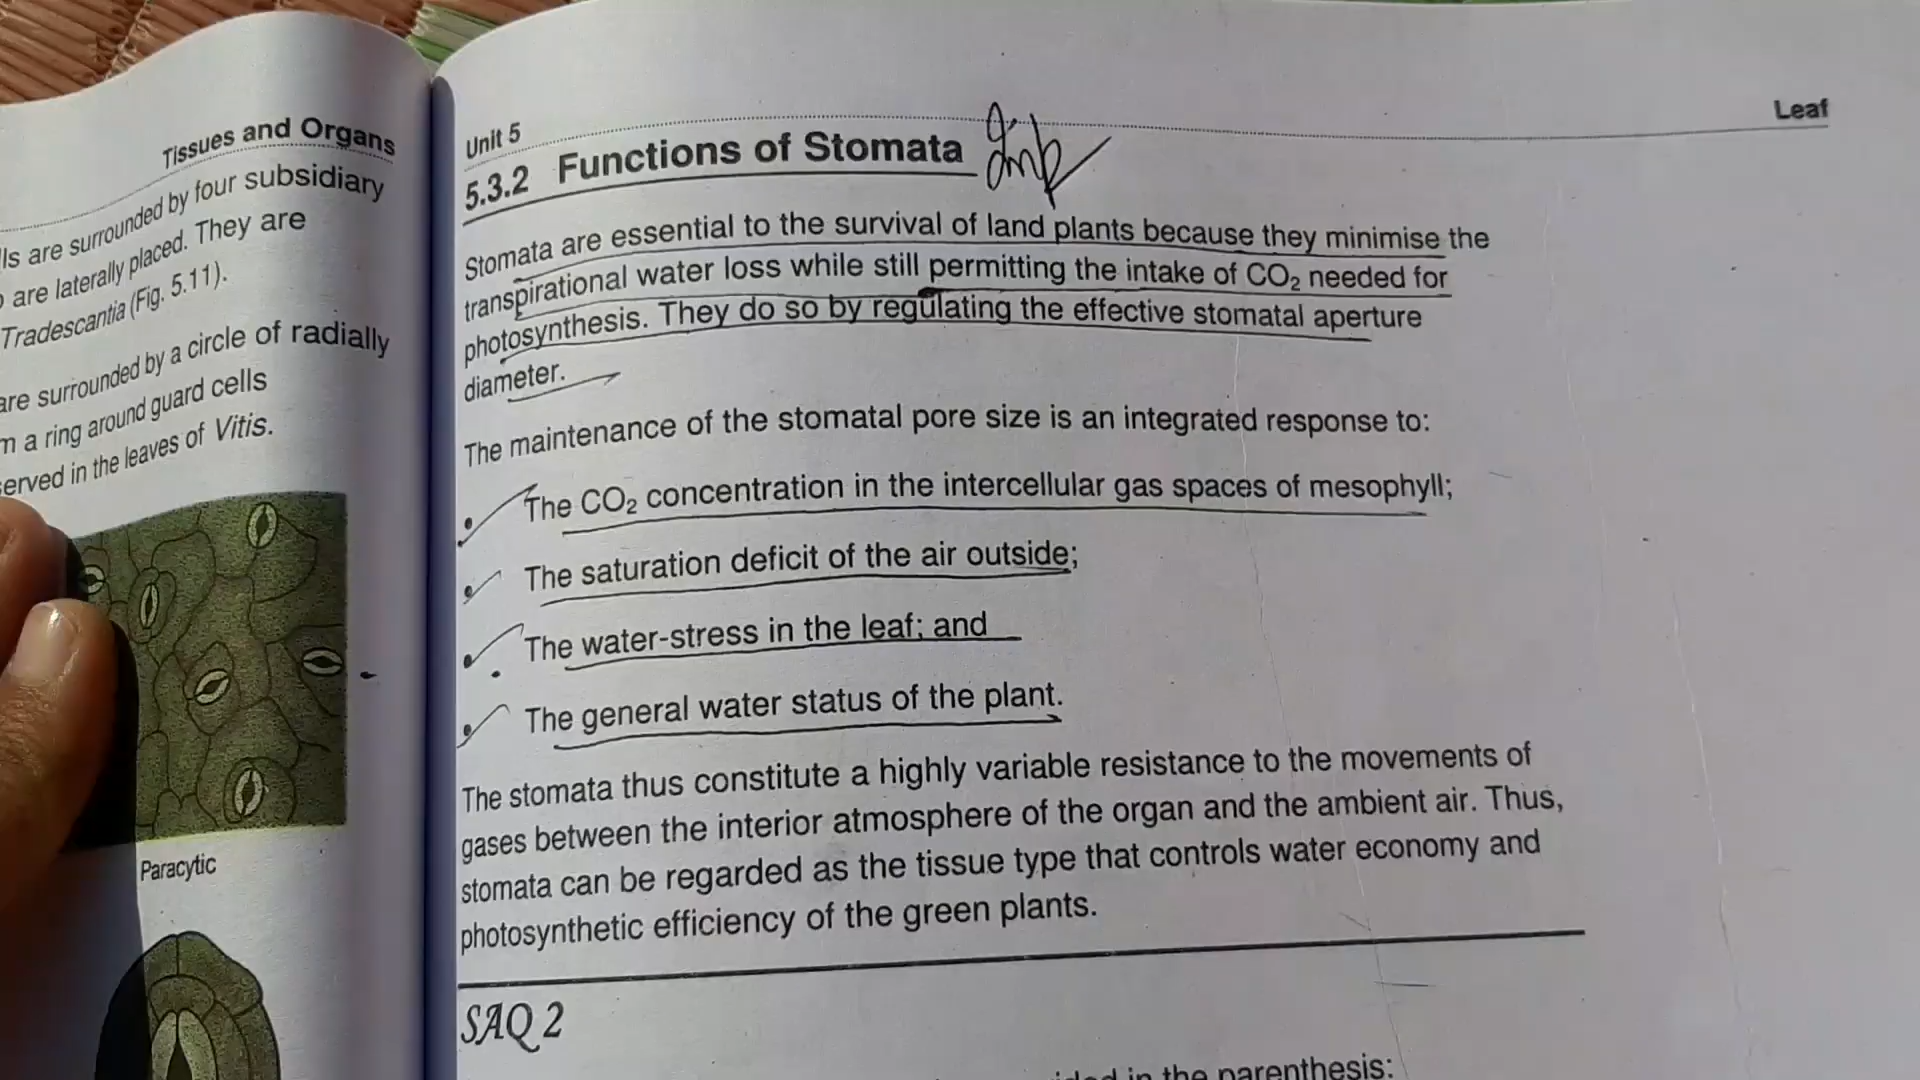 Tissues and Organs
lls are surrounded by four subsidiary
are laterally placed. They are
Tradescantia (Fig. 5.11).
are surrounded by a circle of radially
a ring around guard cells
erved in the leaves of Vitis.
Paracytic
Unit 5
Leaf
5.3.2 Functions of Stomata Imp
Stomata are essential to the survival of land plants because they minimise the
transpirational water loss while still permitting the intake of CO₂ needed for
photosynthesis. They do so by regulating the effective stomatal aperture
diameter.
The maintenance of the stomatal pore size is an integrated response to:
• The CO₂ concentration in the intercellular gas spaces of mesophyll;
• The saturation deficit of the air outside;
• The water-stress in the leaf; and
• The general water status of the plant.
The stomata thus constitute a highly variable resistance to the movements of
gases between the interior atmosphere of the organ and the ambient air. Thus,
stomata can be regarded as the tissue type that controls water economy and
photosynthetic efficiency of the green plants.
SAQ 2
in the parenthesis: